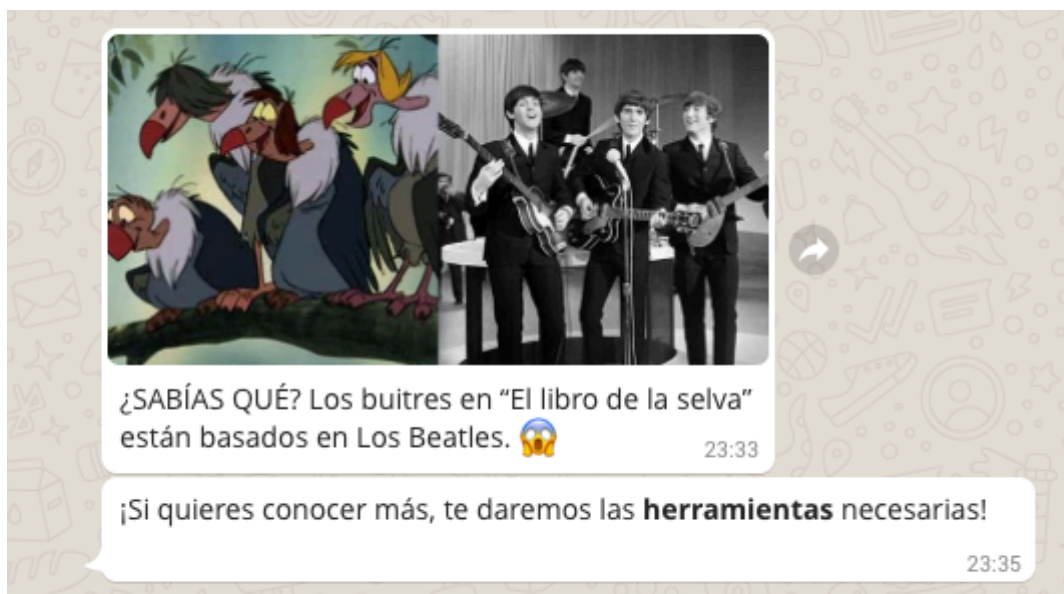 ¿SABÍAS QUÉ? Los buitres en “El libro de la selva”
están basados en Los Beatles. 😱
23:33
¡Si quieres conocer más, te daremos las herramientas necesarias!
23:35